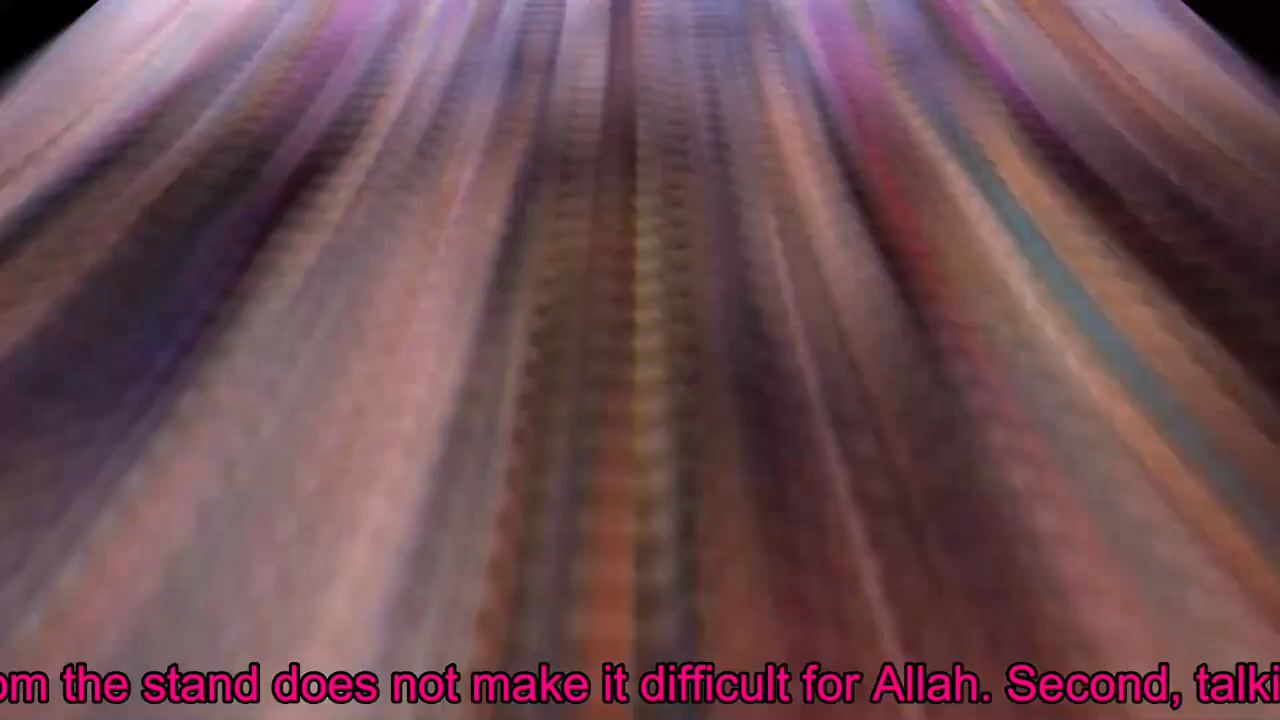 om the stand does not make it difficult for Allah. Second, talki